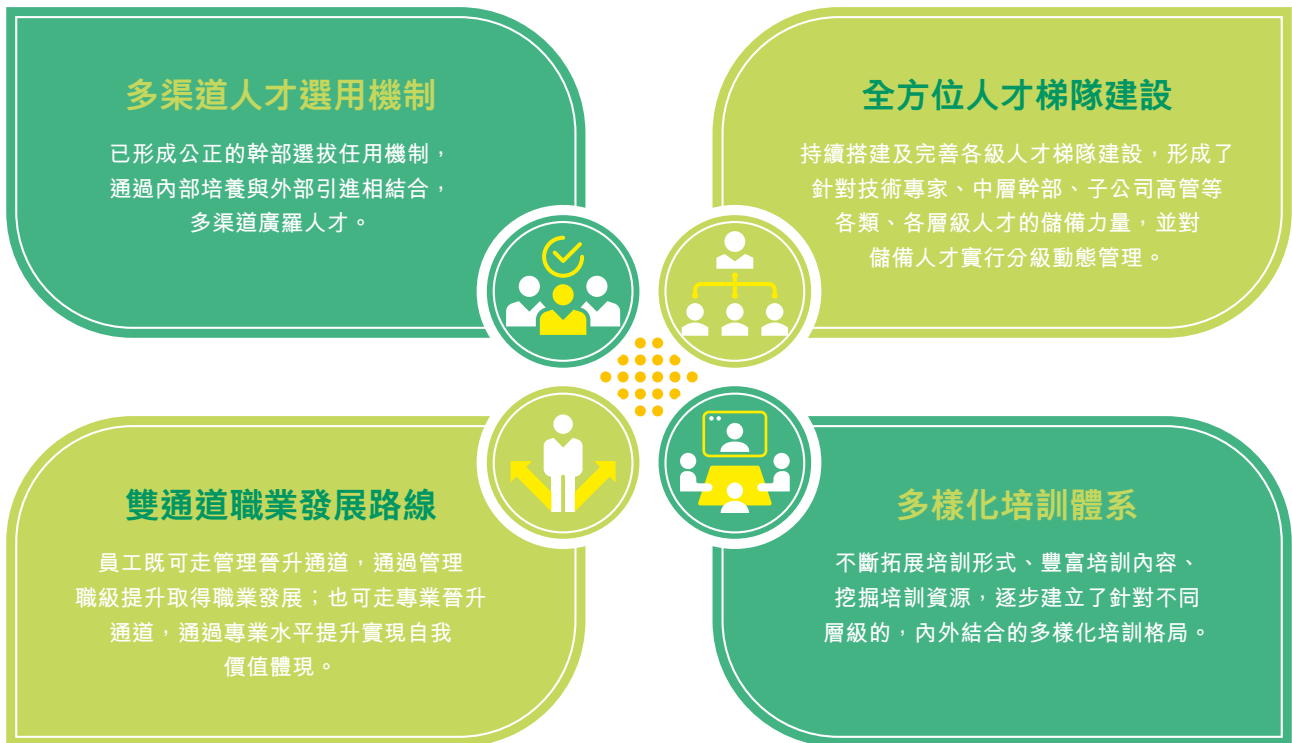 多渠道人才選用機制
已形成公正的幹部選拔任用機制，
通過內部培養與外部引進相結合，
多渠道廣羅人才。
全方位人才梯隊建設
持續搭建及完善各級人才梯隊建設，形成了
針對技術專家、中層幹部、子公司高管等
各類、各層級人才的儲備力量，並對
儲備人才實行分級動態管理。
雙通道職業發展路線
員工既可走管理晉升通道，通過管理
職級提升取得職業發展；也可走專業晉升
通道，通過專業水平提升實現自我
價值體現。
多樣化培訓體系
不斷拓展培訓形式、豐富培訓內容、
挖掘培訓資源，逐步建立了針對不同
層級的，內外結合的多樣化培訓格局。